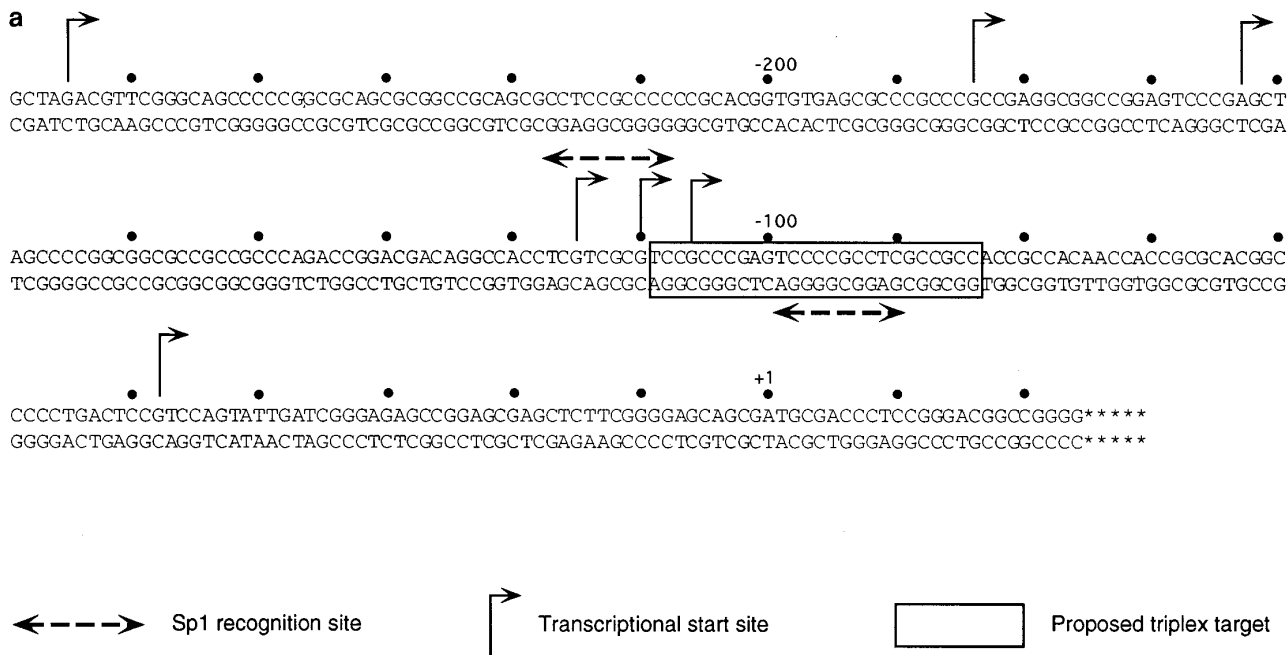 a
-200
GCTAGACGTTCGGGCAGCCCCCGGCGCAGCGCGGCCGCAGCGCCTCCGCCCCCCGCACGGTGTGAGCGCCCGCCCGCCGAGGCGGCCGGAGTCCCGAGCT
CGATCTGCAAGCCCGTCGGGGGCCGCGTCGCGCCGGCGTCGCGGAGGCGGGGGGCGTGCCACACTCGCGGGCGGGCGGCTCCGCCGGCCTCAGGGCTCGA
-100
AGCCCCGGCGGCGCCGCCGCCCAGACCGGACGACAGGCCACCTCGTCGCGTCCGCCCGAGTCCCCGCCTCGCCGCCACCGCCACAACCACCGCGCACGGC
TCGGGGCCGCCGCGGCGGCGGGTCTGGCCTGCTGTCCGGTGGAGCAGCGCAGGCGGGCTCAGGGGCGGAGCGGCGGTGGCGGTGTTGGTGGCGCGTGCCG
+1
CCCCTGACTCCGTCCAGTATTGATCGGGAGAGCCGGAGCGAGCTCTTCGGGGAGCAGCGATGCGACCCTCCGGGACGGCCGGGG*****
GGGGACTGAGGCAGGTCATAACTAGCCCTCTCGGCCTCGCTCGAGAAGCCCCTCGTCGCTACGCTGGGAGGCCCTGCCGGCCCC*****
Sp1 recognition site
Transcriptional start site
Proposed triplex target